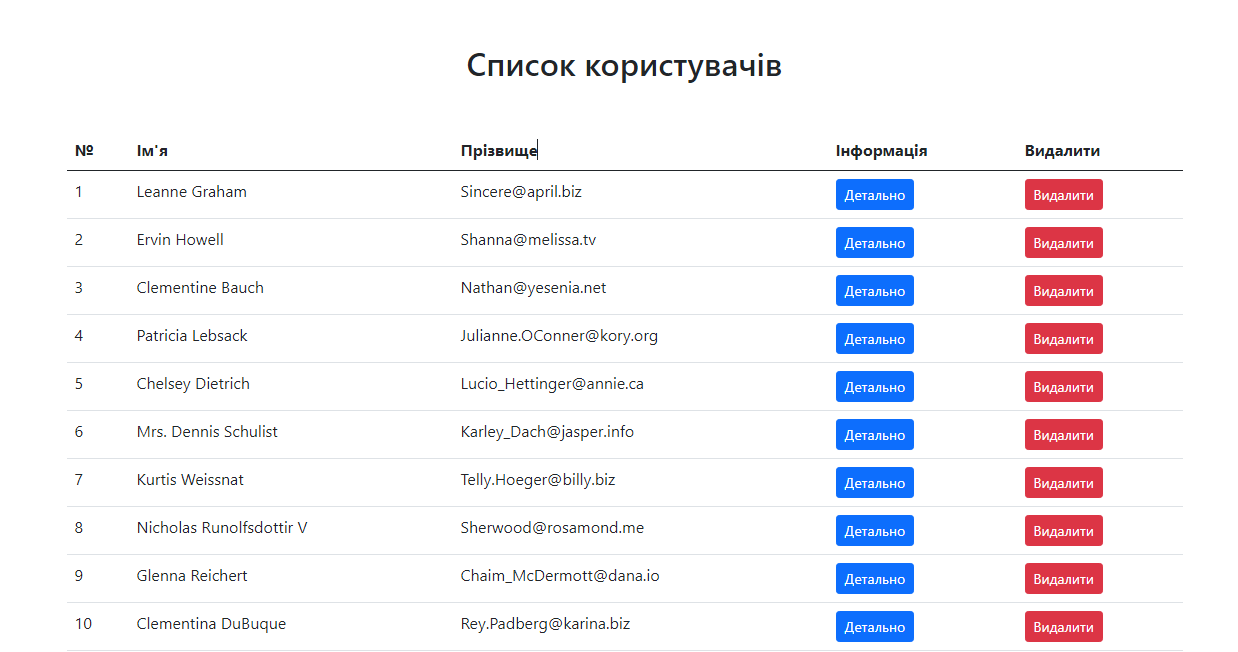 Список користувачів
№ Ім'я Прізвище Інформація Видалити
1 Leanne Graham Sincere@april.biz Детально Видалити
2 Ervin Howell Shanna@melissa.tv Детально Видалити
3 Clementine Bauch Nathan@yesenia.net Детально Видалити
4 Patricia Lebsack Julianne.OConner@kory.org Детально Видалити
5 Chelsey Dietrich Lucio_Hettinger@annie.ca Детально Видалити
6 Mrs. Dennis Schulist Karley_Dach@jasper.info Детально Видалити
7 Kurtis Weissnat Telly.Hoeger@billy.biz Детально Видалити
8 Nicholas Runolfsdottir V Sherwood@rosamond.me Детально Видалити
9 Glenna Reichert Chaim_McDermott@dana.io Детально Видалити
10 Clementina DuBuque Rey.Padberg@karina.biz Детально Видалити